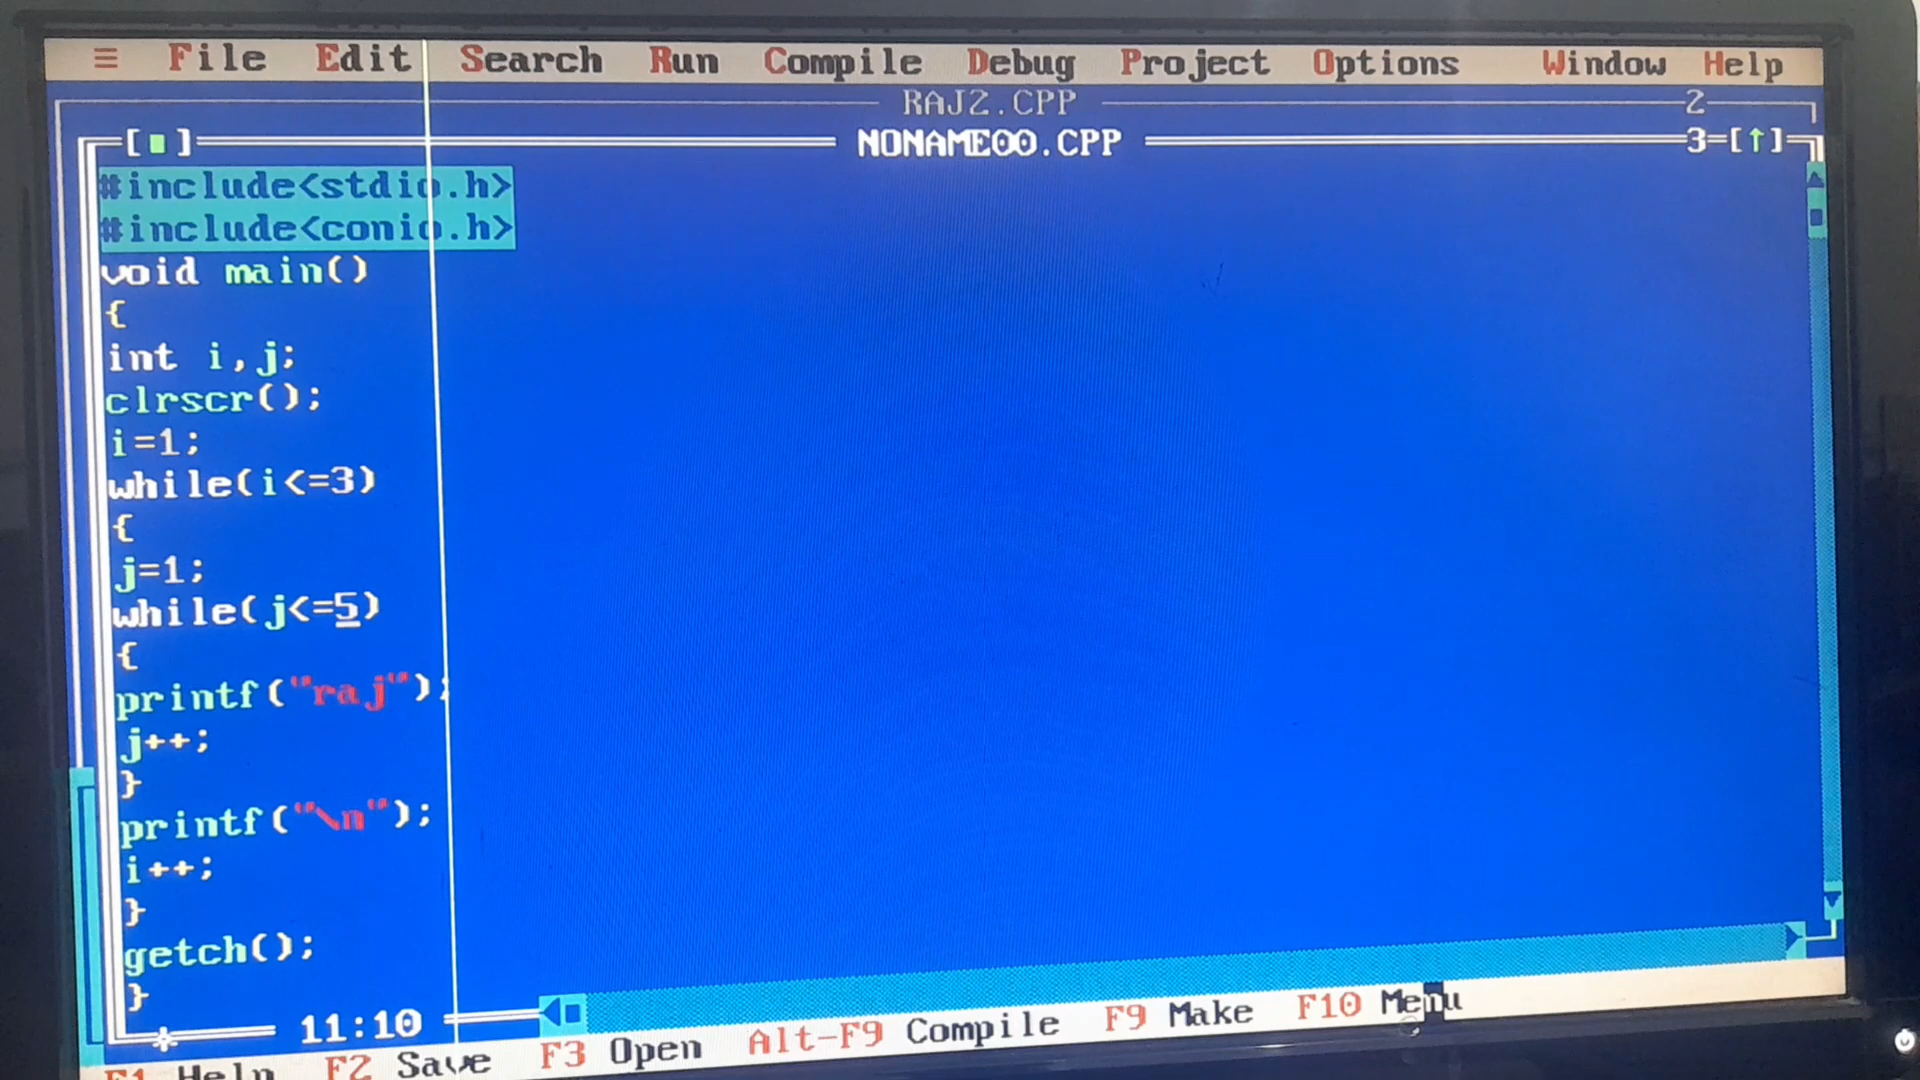 ≡ File Edit Search Run Compile Debug Project Options Window Help
RAJ2.CPP 2
[■] NONAME00.CPP 3=[↑]
#include<stdio.h>
#include<conio.h>
void main()
{
int i,j;
clrscr();
i=1;
while(i<=3)
{
j=1;
while(j<=5)
{
printf("raj");
j++;
}
printf("\n");
i++;
}
getch();
}
11:10
F1 Help F2 Save F3 Open Alt-F9 Compile F9 Make F10 Menu